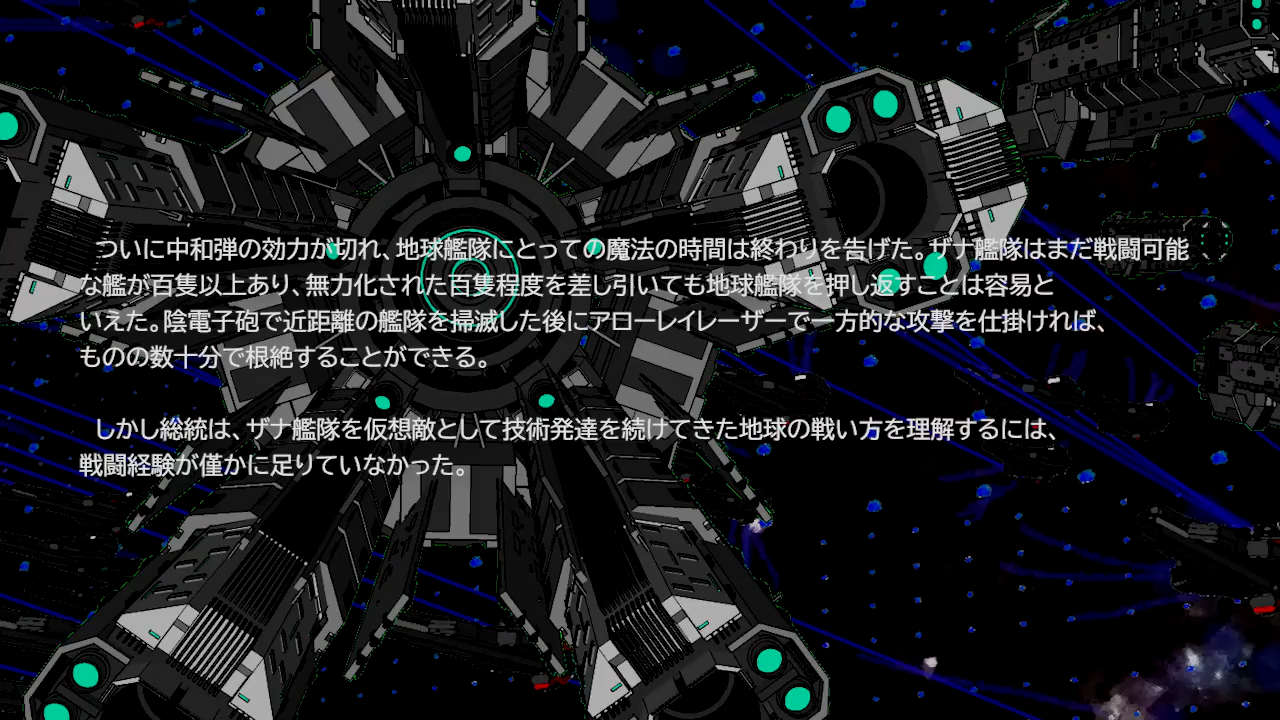 ついに中和弾の効力が切れ、地球艦隊にとっての魔法の時間は終わりを告げた。ザナ艦隊はまだ戦闘可能
な艦が百隻以上あり、無力化された百隻程度を差し引いても地球艦隊を押し返すことは容易と
いえた。陰電子砲で近距離の艦隊を掃滅した後にアローレイレーザーで一方的な攻撃を仕掛ければ、
ものの数十分で根絶することができる。
しかし総統は、ザナ艦隊を仮想敵として技術発達を続けてきた地球の戦い方を理解するには、
戦闘経験が僅かに足りていなかった。